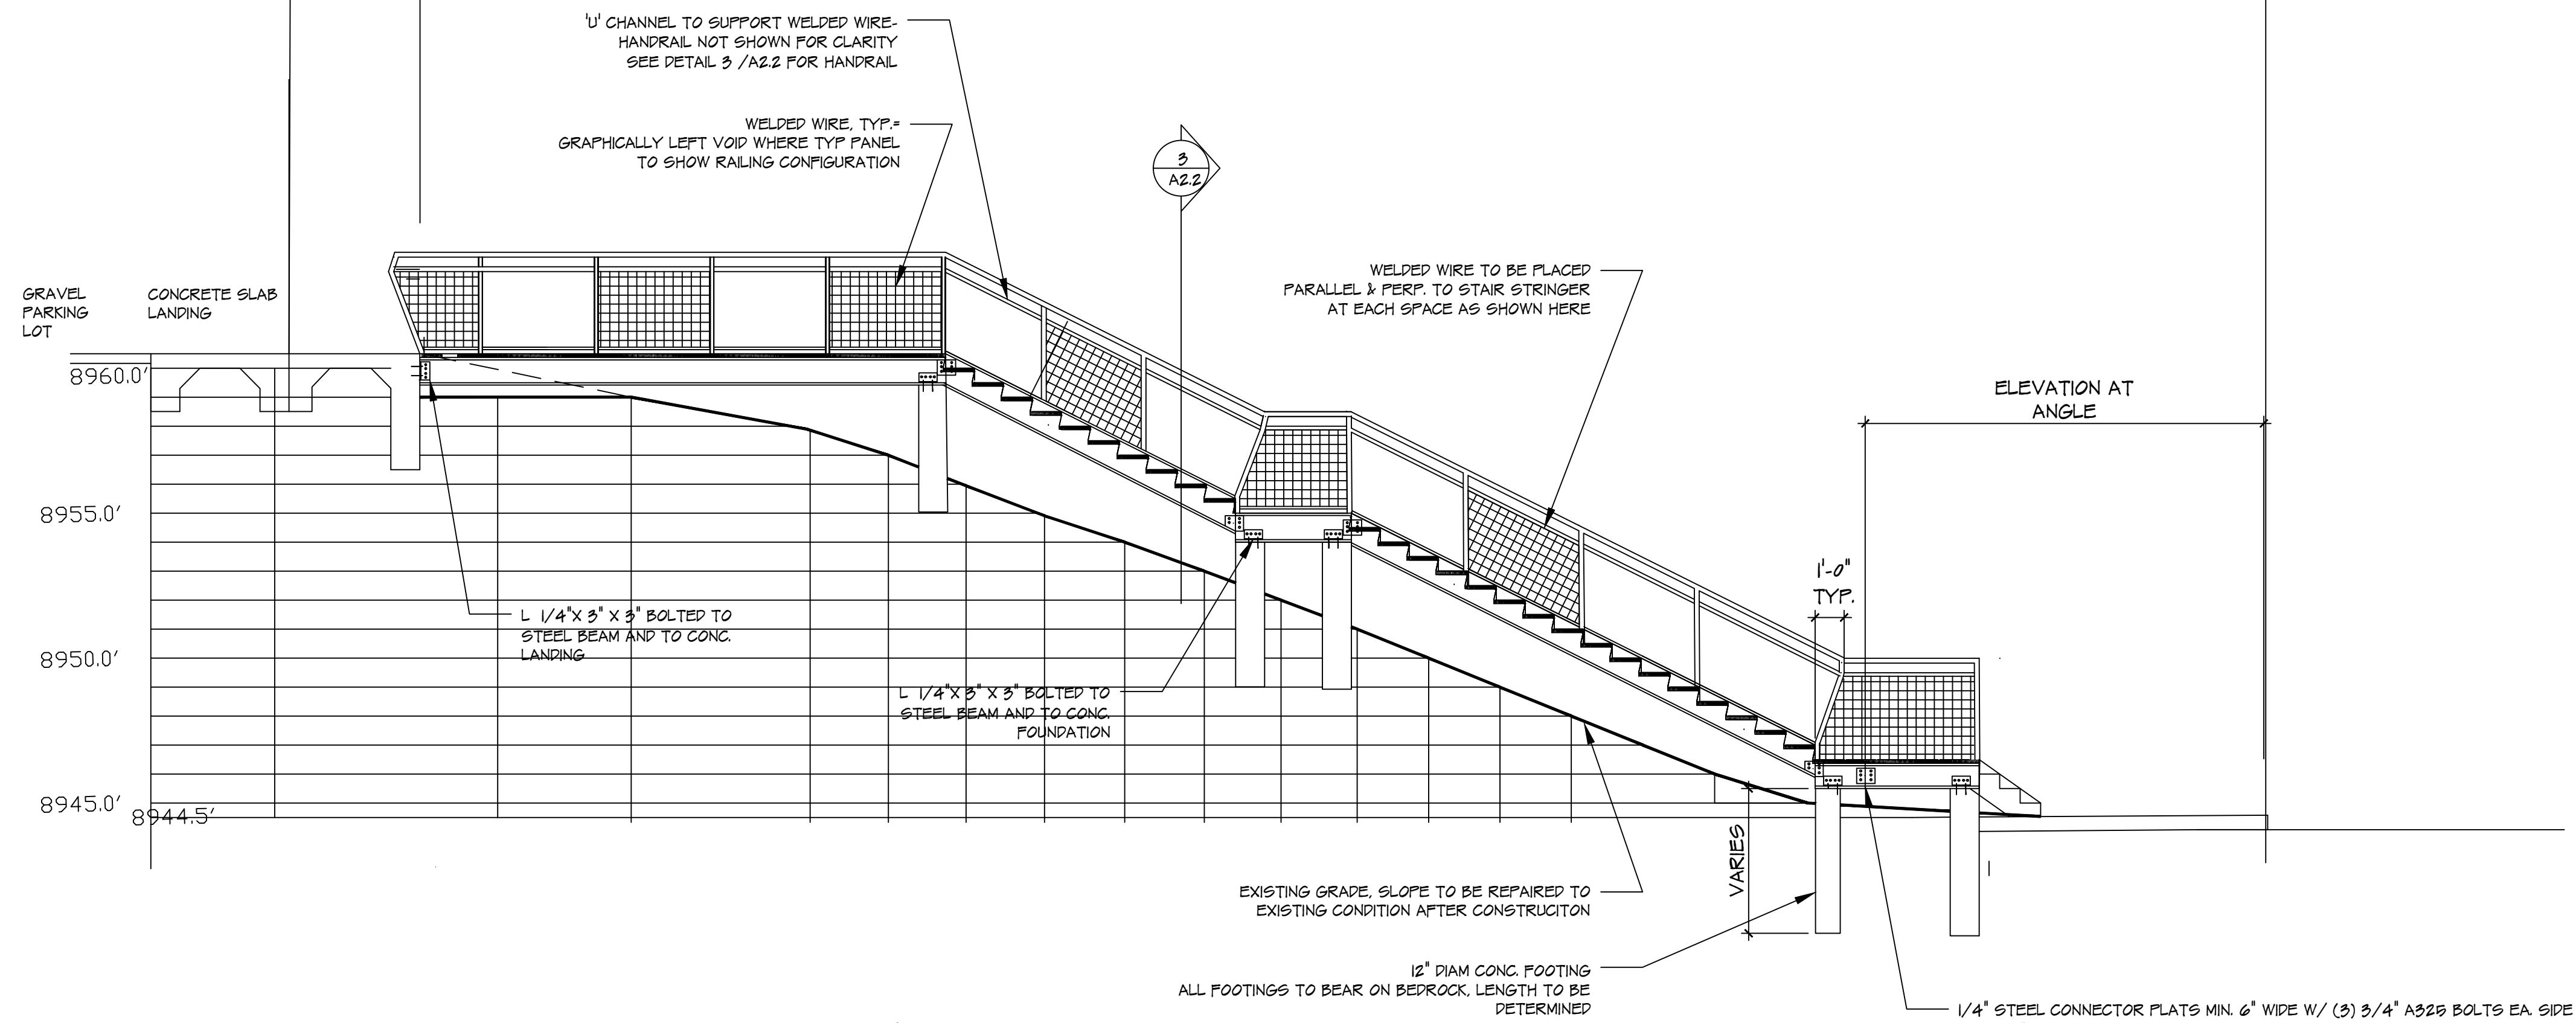 'U' CHANNEL TO SUPPORT WELDED WIRE-
HANDRAIL NOT SHOWN FOR CLARITY
SEE DETAIL 3 /A2.2 FOR HANDRAIL
WELDED WIRE, TYP.=
GRAPHICALLY LEFT VOID WHERE TYP PANEL
TO SHOW RAILING CONFIGURATION
3
A2.2
WELDED WIRE TO BE PLACED
PARALLEL & PERP. TO STAIR STRINGER
AT EACH SPACE AS SHOWN HERE
GRAVEL
PARKING
LOT
CONCRETE SLAB
LANDING
8960.0'
ELEVATION AT
ANGLE
8955.0'
1'-0"
TYP.
L 1/4"X 3" X 3" BOLTED TO
STEEL BEAM AND TO CONC.
LANDING
8950.0'
L 1/4"X 3" X 3" BOLTED TO
STEEL BEAM AND TO CONC.
FOUNDATION
8945.0'
8944.5'
VARIES
EXISTING GRADE, SLOPE TO BE REPAIRED TO
EXISTING CONDITION AFTER CONSTRUCITON
12" DIAM CONC. FOOTING
ALL FOOTINGS TO BEAR ON BEDROCK, LENGTH TO BE
DETERMINED
1/4" STEEL CONNECTOR PLATS MIN. 6" WIDE W/ (3) 3/4" A325 BOLTS EA. SIDE